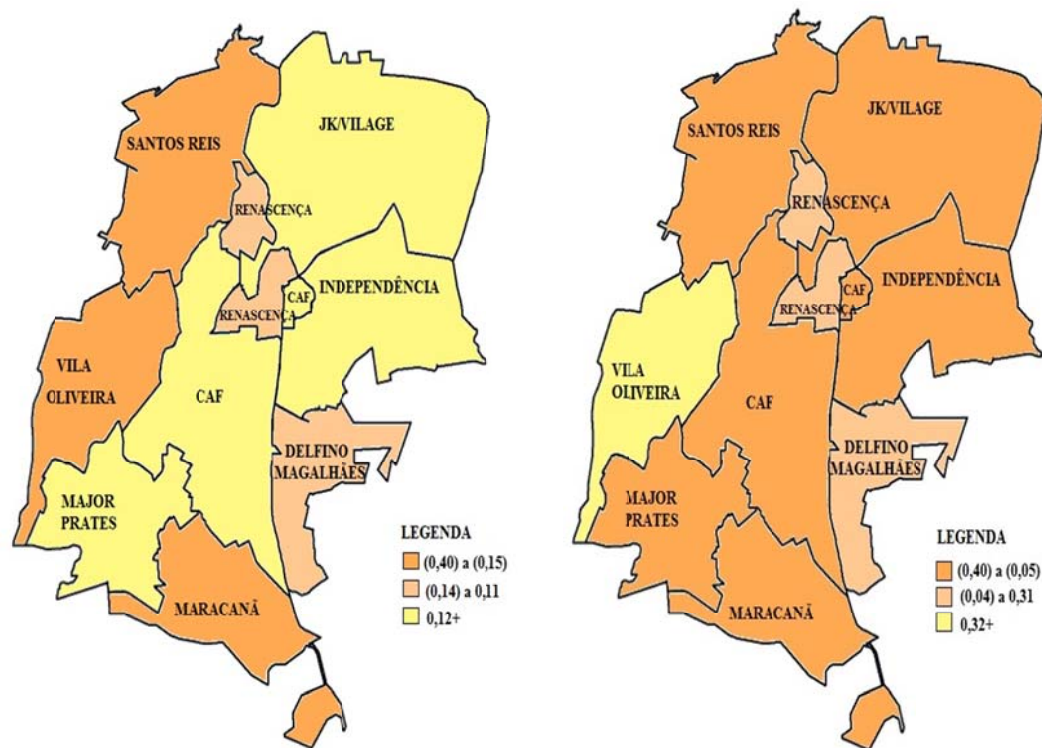 JK/VILAGE
SANTOS REIS
RENASCENÇA
INDEPENDÊNCIA
CAF
RENASCENÇA
VILA
OLIVEIRA
CAF
DELFINO
MAGALHÃES
MAJOR
PRATES
MARACANÃ
LEGENDA
(0,40) a (0,15)
(0,14) a 0,11
0,12+
JK/VILAGE
SANTOS REIS
RENASCENÇA
INDEPENDÊNCIA
CAF
RENASCENÇA
VILA
OLIVEIRA
CAF
DELFINO
MAGALHÃES
MAJOR
PRATES
MARACANÃ
LEGENDA
(0,40) a (0,05)
(0,04) a 0,31
0,32+